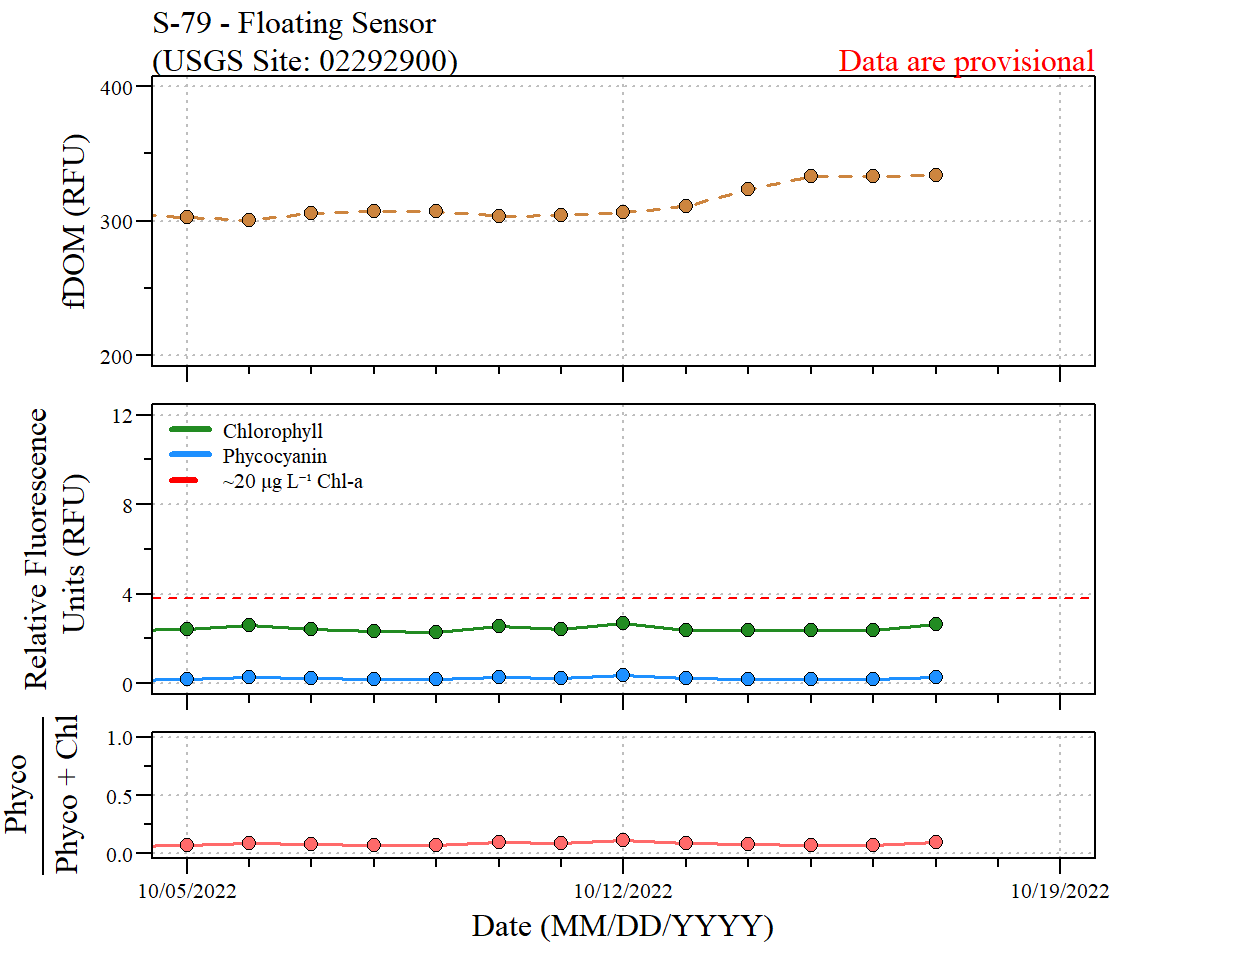 S-79 - Floating Sensor
(USGS Site: 02292900)
Data are provisional
400
300
200
fDOM (RFU)
12
8
4
0
Relative Fluorescence
Units (RFU)
Chlorophyll
Phycocyanin
~20 μg L⁻¹ Chl-a
1.0
0.5
0.0
Phyco
Phyco + Chl
10/05/2022
10/12/2022
10/19/2022
Date (MM/DD/YYYY)